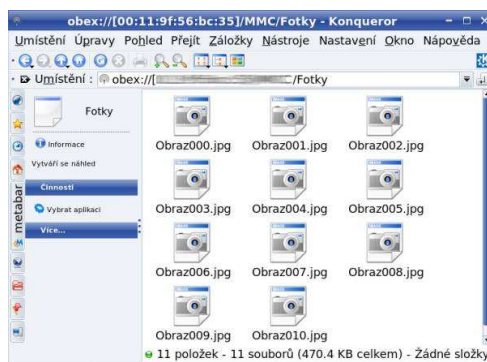 obex://[00:11:9f:56:bc:35]/MMC/Fotky - Konqueror
Umístění Úpravy Pohled Přejít Záložky Nástroje Nastavení Okno Nápověda
Umístění : obex://[ /Fotky
metabar
Fotky
Informace
Vytváří se náhled
Činnosti
Vybrat aplikaci
Více...
Obraz000.jpg Obraz001.jpg Obraz002.jpg
Obraz003.jpg Obraz004.jpg Obraz005.jpg
Obraz006.jpg Obraz007.jpg Obraz008.jpg
Obraz009.jpg Obraz010.jpg
11 položek - 11 souborů (470.4 KB celkem) - Žádné složky